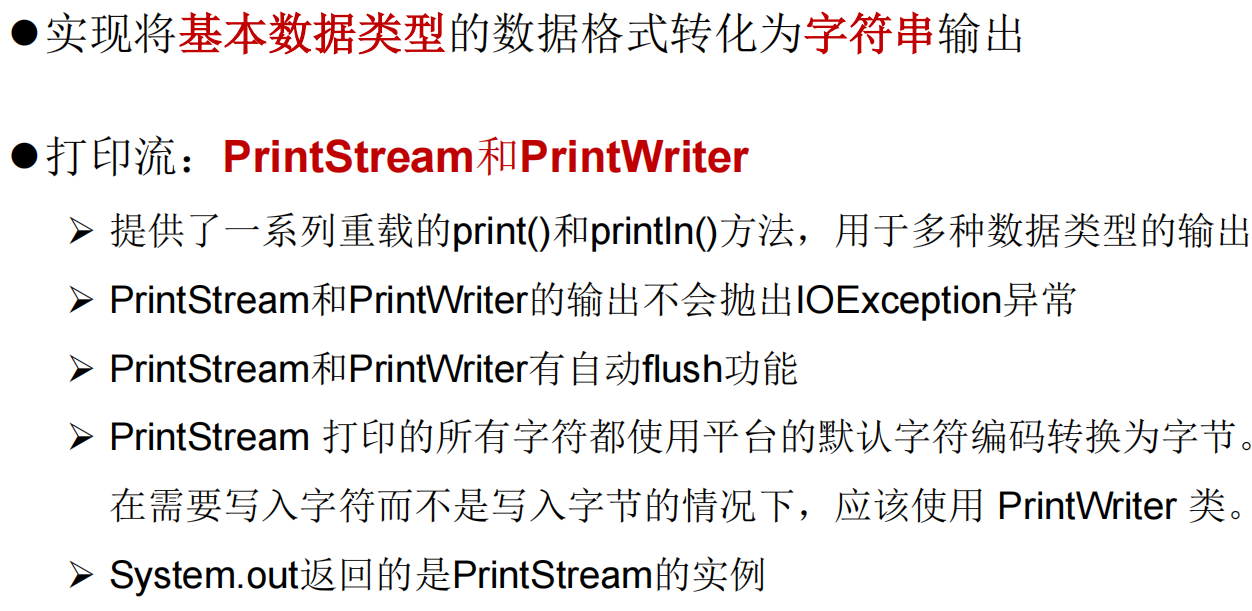 ●实现将基本数据类型的数据格式转化为字符串输出
●打印流：PrintStream和PrintWriter
➢ 提供了一系列重载的print()和println()方法，用于多种数据类型的输出
➢ PrintStream和PrintWriter的输出不会抛出IOException异常
➢ PrintStream和PrintWriter有自动flush功能
➢ PrintStream 打印的所有字符都使用平台的默认字符编码转换为字节。
在需要写入字符而不是写入字节的情况下，应该使用 PrintWriter 类。
➢ System.out返回的是PrintStream的实例